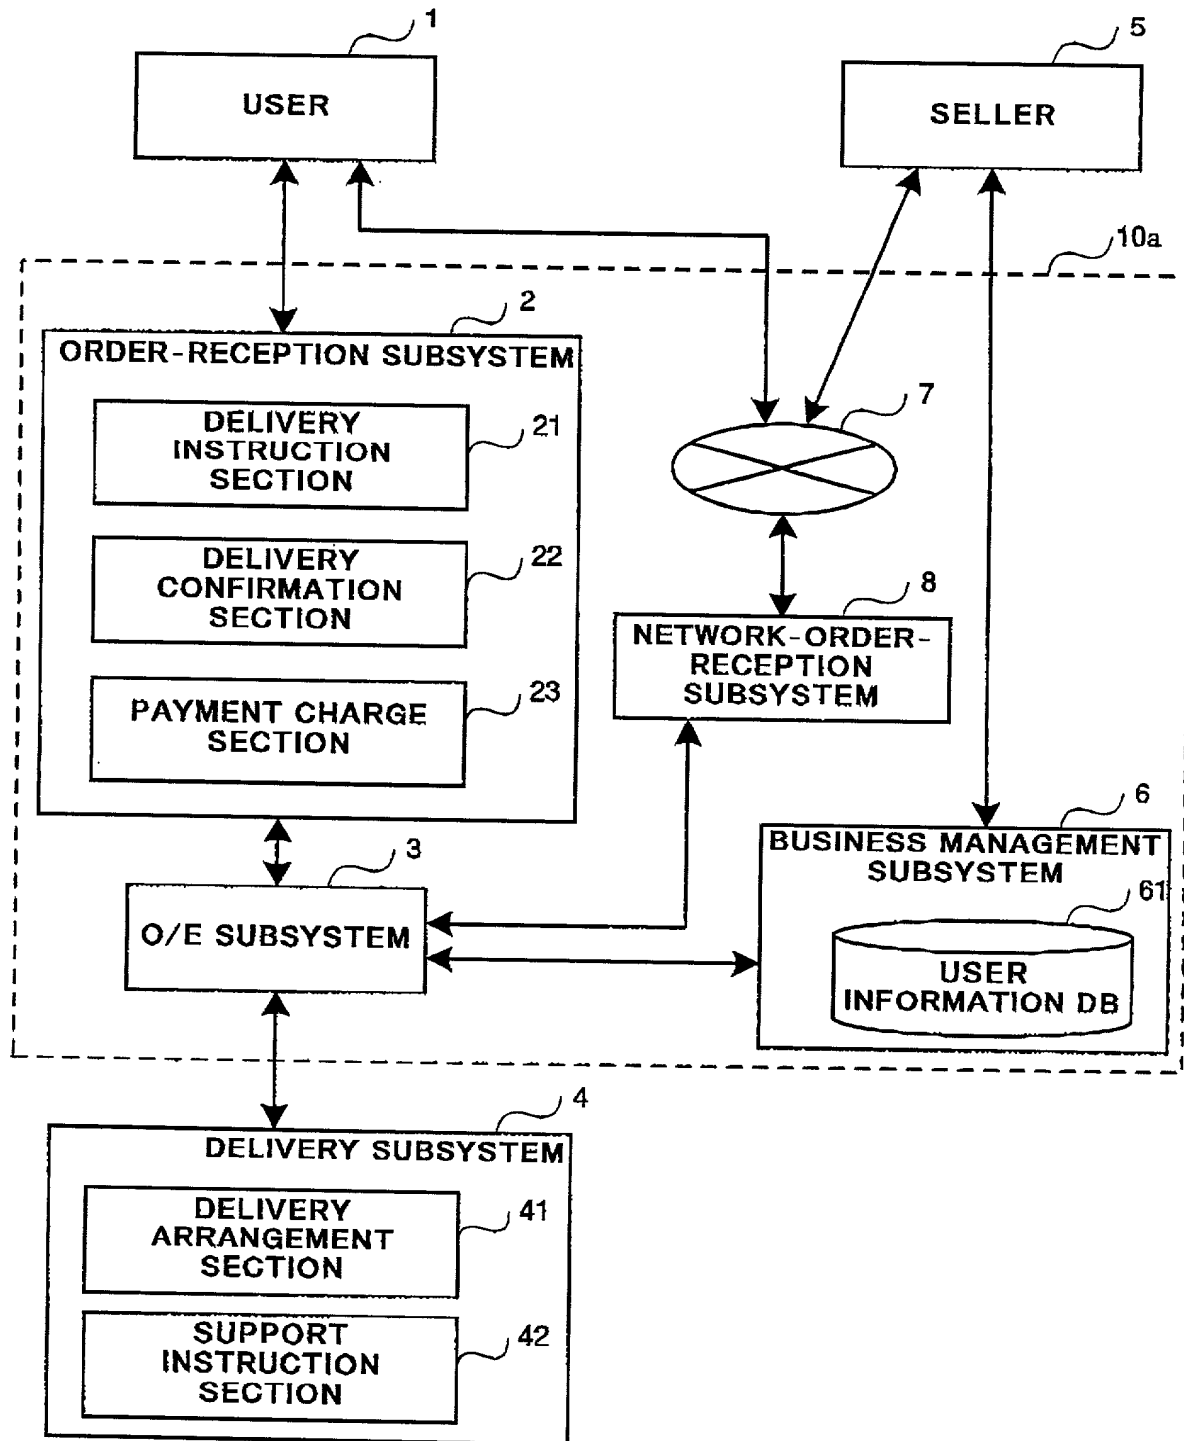 1
USER
5
SELLER
10a
2
ORDER-RECEPTION SUBSYSTEM
DELIVERY
INSTRUCTION
SECTION
21
DELIVERY
CONFIRMATION
SECTION
22
PAYMENT CHARGE
SECTION
23
7
8
NETWORK-ORDER-
RECEPTION
SUBSYSTEM
3
O/E SUBSYSTEM
6
BUSINESS MANAGEMENT
SUBSYSTEM
61
USER
INFORMATION DB
4
DELIVERY SUBSYSTEM
DELIVERY
ARRANGEMENT
SECTION
41
SUPPORT
INSTRUCTION
SECTION
42